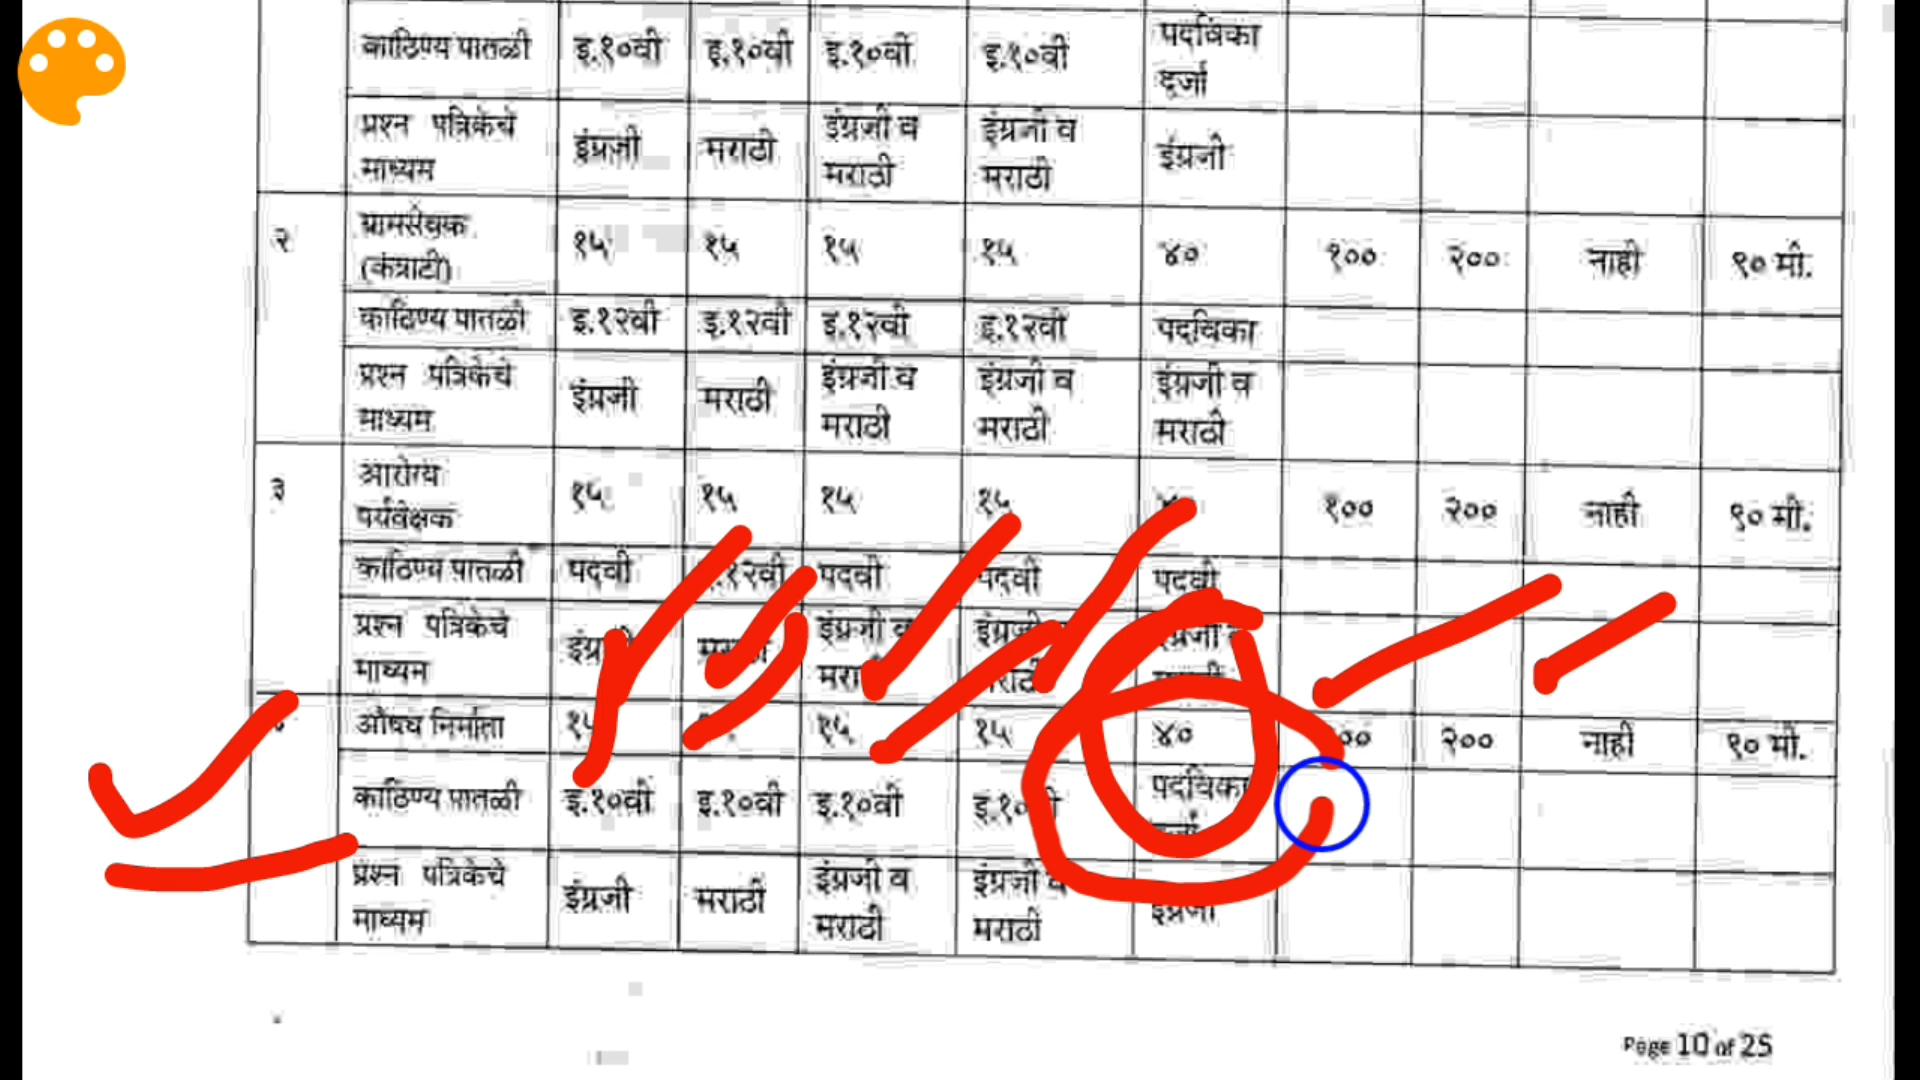 काठिण्य पातळी इ.१०वी इ.१०वी इ.१०वी इ.१०वी पदविका
दर्जा
प्रश्न पत्रिकेचे इंग्रजी मराठी इंग्रजी व इंग्रजी व इंग्रजी
माध्यम मराठी मराठी
२ ग्रामसेवक १५ १५ १५ १५ ४० १०० २०० नाही ९० मी.
(कंत्राटी)
काठिण्य पातळी इ.१२वी इ.१२वी इ.१२वी इ.१२वी पदविका
प्रश्न पत्रिकेचे इंग्रजी मराठी इंग्रजी व इंग्रजी व इंग्रजी व
माध्यम मराठी मराठी मराठी
३ आरोग्य १५ १५ १५ १५ १०० २०० नाही ९० मी.
पर्यवेक्षक
काठिण्य पातळी पदवी पदवी पदवी पदवी
प्रश्न पत्रिकेचे
माध्यम
औषध निर्माता १५ १५ ४० २०० नाही ९० मी.
काठिण्य पातळी इ.१०वी इ.१०वी इ.१०वी पदविका
प्रश्न पत्रिकेचे इंग्रजी मराठी इंग्रजी व इंग्रजी व इंग्रजी
माध्यम मराठी मराठी
Page 10 of 25